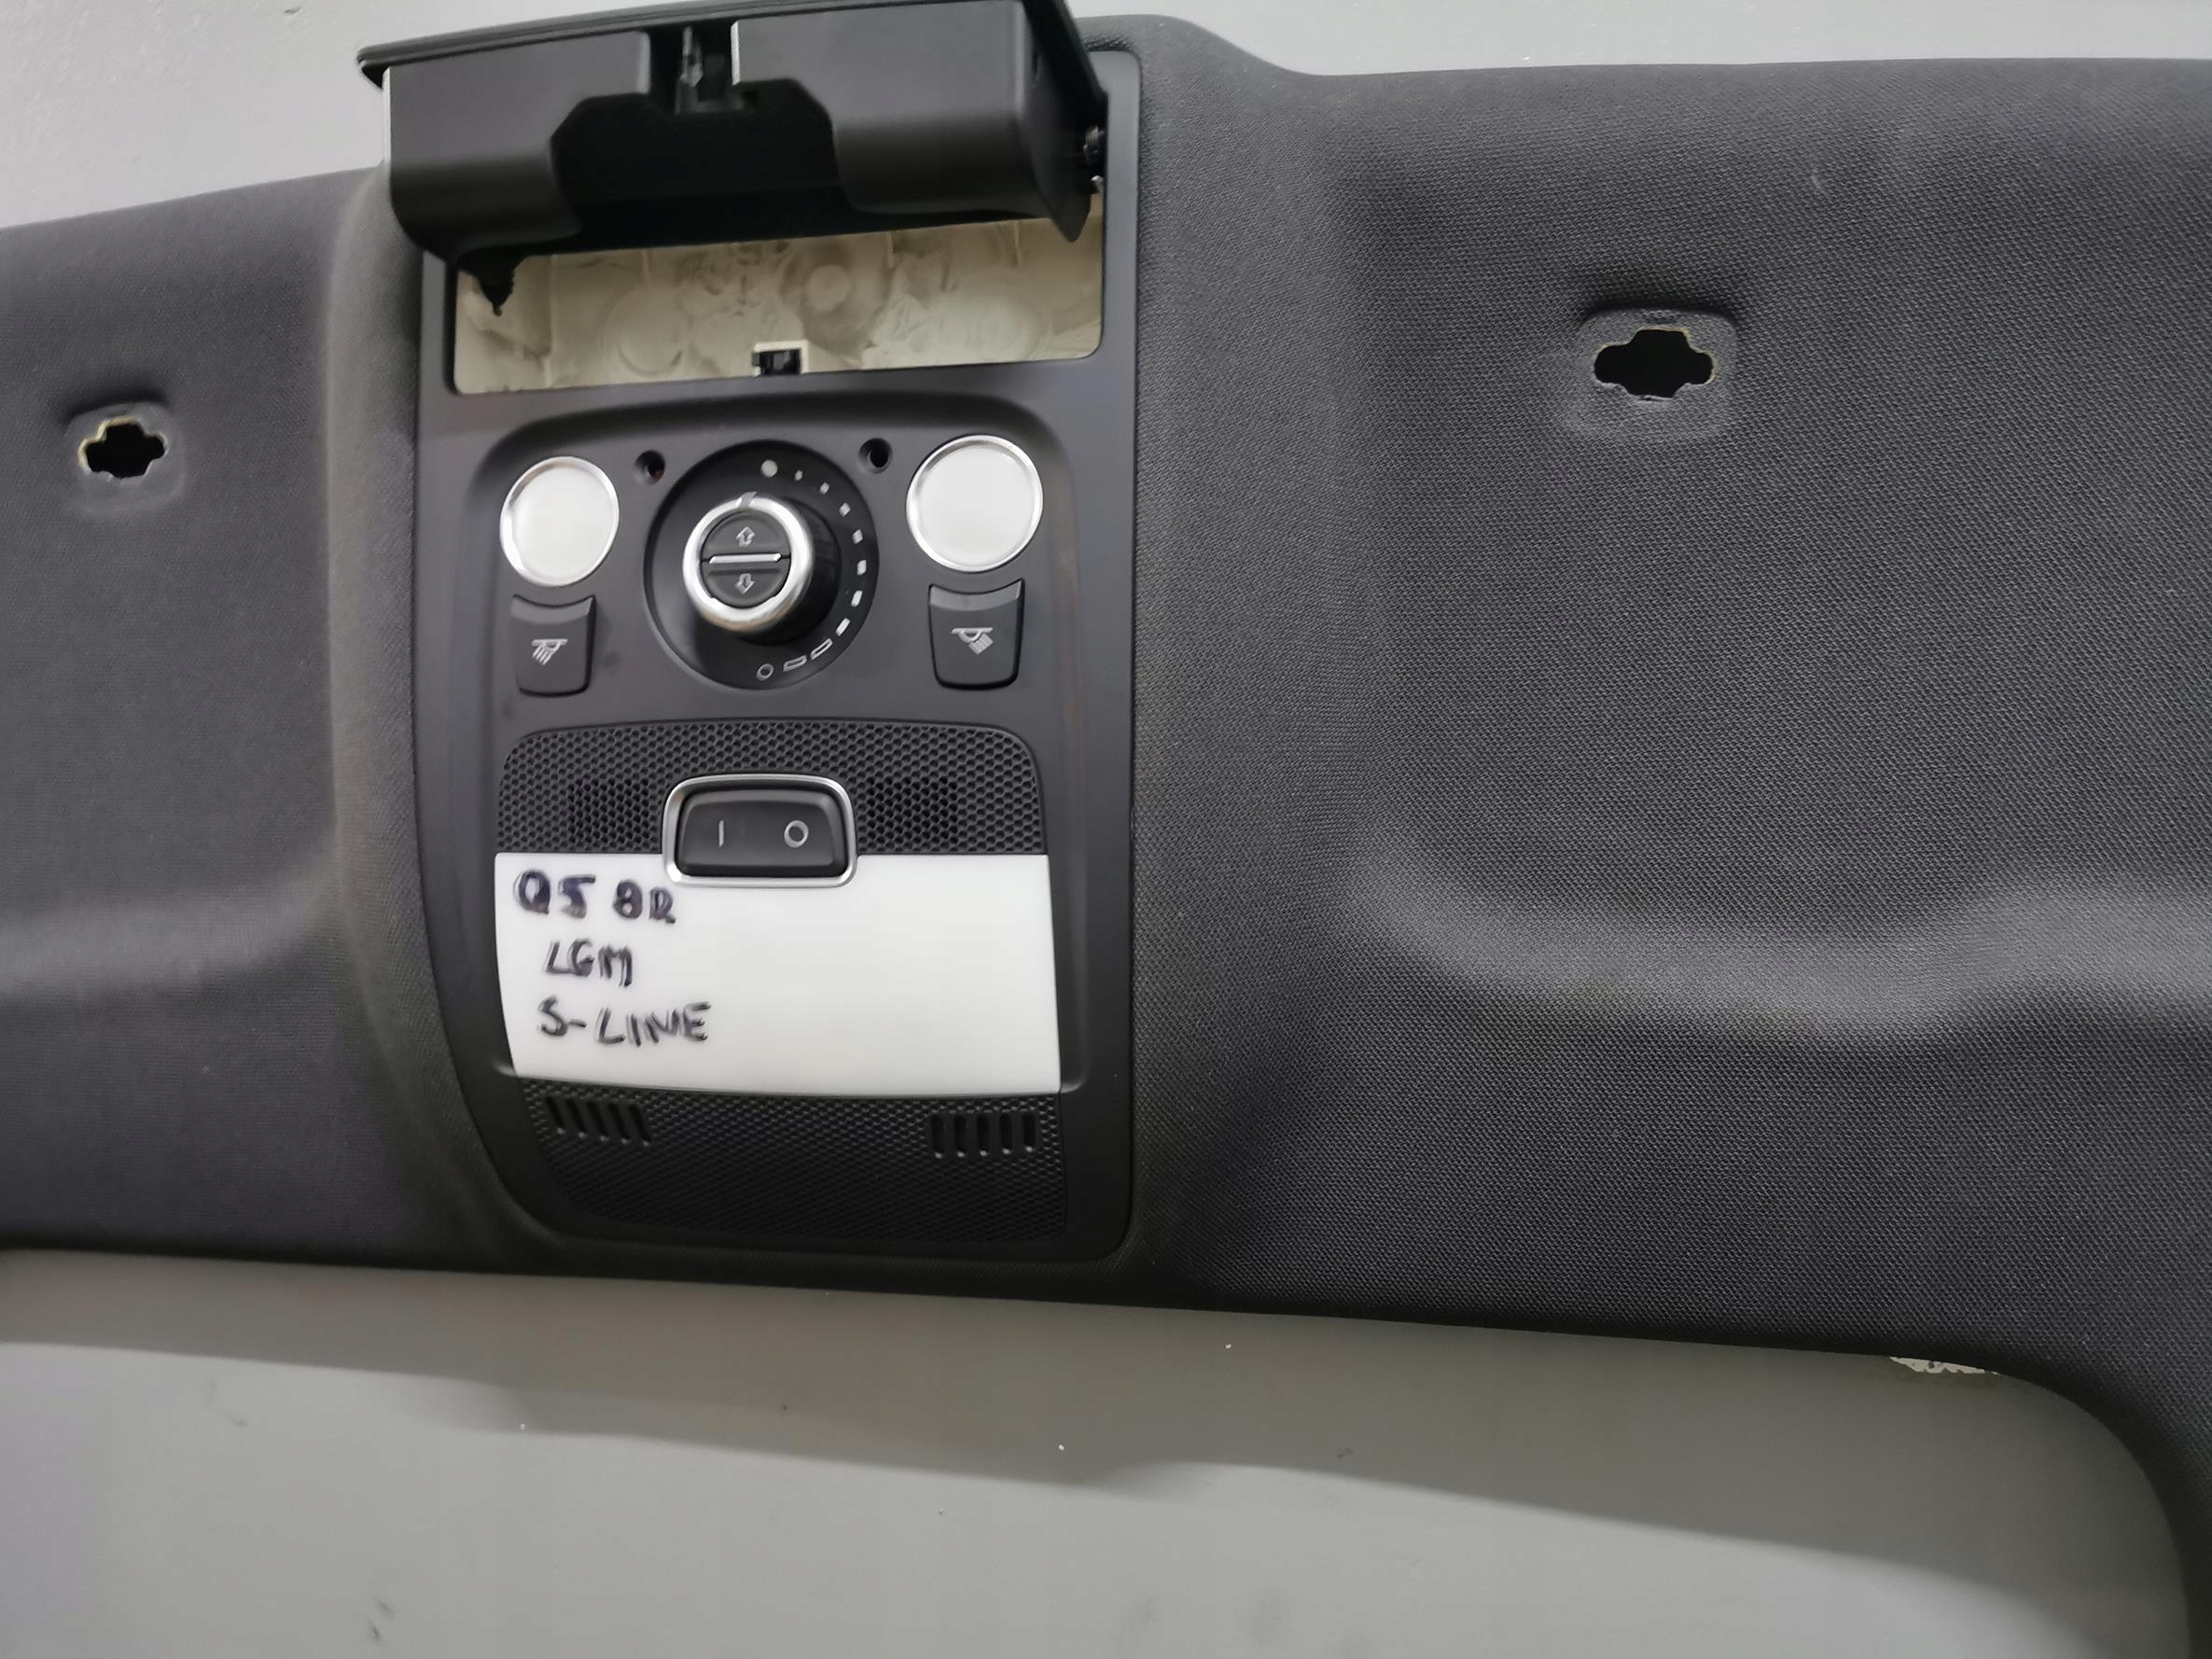 I O
Q5 8R
LGM
S-LINE